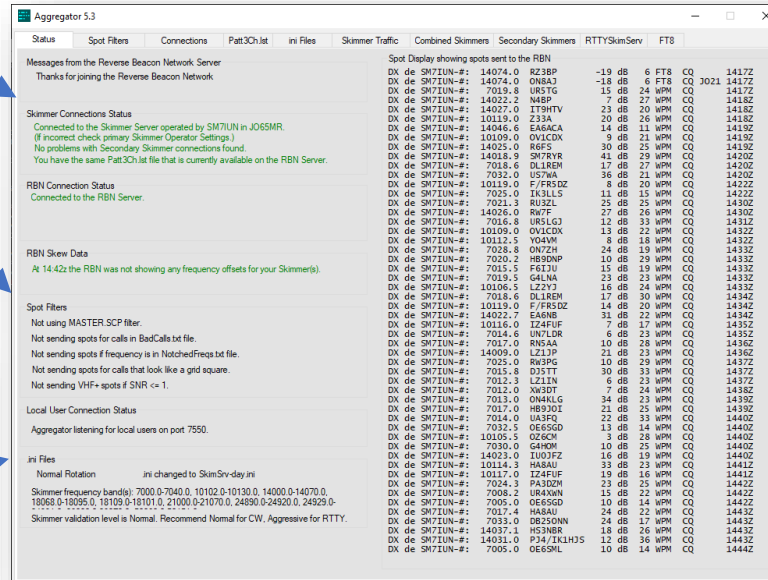 Aggregator 5.3
Status Spot Filters Connections Patt3Ch.lst ini Files Skimmer Traffic Combined Skimmers Secondary Skimmers RTTYSkimServ FT8
Messages from the Reverse Beacon Network Server
Thanks for joining the Reverse Beacon Network
Skimmer Connections Status
Connected to the Skimmer Server operated by SM7IUN in JO65MR.
(If incorrect check primary Skimmer Operator Settings.)
No problems with Secondary Skimmer connections found.
You have the same Patt3Ch.lst file that is currently available on the RBN Server.
RBN Connection Status
Connected to the RBN Server.
RBN Skew Data
At 14:42z the RBN was not showing any frequency offsets for your Skimmer(s).
Spot Filters
Not using MASTER.SCP filter.
Not sending spots for calls in BadCalls.txt file.
Not sending spots if frequency is in NotchedFreqs.txt file.
Not sending spots for calls that look like a grid square.
Not sending VHF+ spots if SNR <= 1.
Local User Connection Status
Aggregator listening for local users on port 7550.
.ini Files
Normal Rotation .ini changed to SkimSrv-day.ini
Skimmer frequency band(s): 7000.0-7040.0, 10102.0-10130.0, 14000.0-14070.0,
18068.0-18095.0, 18109.0-18101.0, 21000.0-21070.0, 24890.0-24920.0, 24929.0-
Skimmer validation level is Normal. Recommend Normal for CW, Aggressive for RTTY.
Spot Display showing spots sent to the RBN
DX de SM7IUN-#: 14074.0 RZ3BP -19 dB 6 FT8 CQ 1417Z
DX de SM7IUN-#: 14074.0 ON8AJ -18 dB 6 FT8 CQ JO21 1417Z
DX de SM7IUN-#: 7019.8 UR5TG 15 dB 24 WPM CQ 1417Z
DX de SM7IUN-#: 14022.2 N4BP 7 dB 27 WPM CQ 1418Z
DX de SM7IUN-#: 14027.0 IT9HTV 23 dB 20 WPM CQ 1418Z
DX de SM7IUN-#: 10119.0 Z33A 20 dB 26 WPM CQ 1418Z
DX de SM7IUN-#: 14046.6 EA6ACA 14 dB 11 WPM CQ 1419Z
DX de SM7IUN-#: 10109.0 OV1CDX 9 dB 21 WPM CQ 1419Z
DX de SM7IUN-#: 14025.0 R6FS 30 dB 25 WPM CQ 1419Z
DX de SM7IUN-#: 14018.9 SM7RYR 41 dB 29 WPM CQ 1420Z
DX de SM7IUN-#: 7018.6 DL1REM 17 dB 27 WPM CQ 1420Z
DX de SM7IUN-#: 7032.0 US7WA 36 dB 21 WPM CQ 1420Z
DX de SM7IUN-#: 10119.0 F/FR5DZ 8 dB 20 WPM CQ 1422Z
DX de SM7IUN-#: 7025.0 IK3LLS 11 dB 15 WPM CQ 1422Z
DX de SM7IUN-#: 7021.3 RU3ZL 25 dB 25 WPM CQ 1430Z
DX de SM7IUN-#: 14026.0 RW7F 27 dB 26 WPM CQ 1430Z
DX de SM7IUN-#: 7016.8 UR5LGJ 12 dB 33 WPM CQ 1431Z
DX de SM7IUN-#: 10109.0 OV1CDX 13 dB 22 WPM CQ 1432Z
DX de SM7IUN-#: 10112.5 YO4VM 8 dB 18 WPM CQ 1432Z
DX de SM7IUN-#: 7028.8 ON7ZH 24 dB 19 WPM CQ 1433Z
DX de SM7IUN-#: 7020.2 HB9DNP 10 dB 29 WPM CQ 1433Z
DX de SM7IUN-#: 7015.5 F6IJU 15 dB 19 WPM CQ 1433Z
DX de SM7IUN-#: 7019.5 G4LNA 23 dB 23 WPM CQ 1433Z
DX de SM7IUN-#: 10106.5 LZ2YJ 16 dB 24 WPM CQ 1433Z
DX de SM7IUN-#: 7018.6 DL1REM 17 dB 30 WPM CQ 1434Z
DX de SM7IUN-#: 10119.0 F/FR5DZ 14 dB 20 WPM CQ 1434Z
DX de SM7IUN-#: 14022.7 EA6NB 31 dB 22 WPM CQ 1434Z
DX de SM7IUN-#: 10116.0 IZ4FUF 7 dB 17 WPM CQ 1435Z
DX de SM7IUN-#: 7014.6 UN7LDR 6 dB 23 WPM CQ 1435Z
DX de SM7IUN-#: 7017.0 RN5AA 10 dB 28 WPM CQ 1436Z
DX de SM7IUN-#: 14009.0 LZ1JP 21 dB 23 WPM CQ 1436Z
DX de SM7IUN-#: 7025.0 RW3PG 10 dB 29 WPM CQ 1437Z
DX de SM7IUN-#: 7015.8 DJ5TT 30 dB 33 WPM CQ 1437Z
DX de SM7IUN-#: 7012.3 LZ1IN 6 dB 23 WPM CQ 1437Z
DX de SM7IUN-#: 7012.0 XW3DT 7 dB 24 WPM CQ 1438Z
DX de SM7IUN-#: 7013.0 ON4KLG 34 dB 23 WPM CQ 1439Z
DX de SM7IUN-#: 7017.0 HB9JOI 21 dB 25 WPM CQ 1439Z
DX de SM7IUN-#: 7014.0 UA3FQ 22 dB 33 WPM CQ 1440Z
DX de SM7IUN-#: 7032.5 OE6SGD 13 dB 14 WPM CQ 1440Z
DX de SM7IUN-#: 10105.5 OZ6CM 3 dB 28 WPM CQ 1440Z
DX de SM7IUN-#: 7030.0 G4HOM 10 dB 25 WPM CQ 1440Z
DX de SM7IUN-#: 14023.0 IU0JFZ 16 dB 19 WPM CQ 1440Z
DX de SM7IUN-#: 10114.3 HA8AU 33 dB 23 WPM CQ 1441Z
DX de SM7IUN-#: 10117.0 IZ4FUF 19 dB 16 WPM CQ 1441Z
DX de SM7IUN-#: 7024.3 PA3DZM 23 dB 25 WPM CQ 1442Z
DX de SM7IUN-#: 7008.2 UR4XWN 15 dB 22 WPM CQ 1442Z
DX de SM7IUN-#: 7005.0 OE6SGD 10 dB 14 WPM CQ 1442Z
DX de SM7IUN-#: 7017.4 HA8AU 24 dB 22 WPM CQ 1443Z
DX de SM7IUN-#: 7033.0 DB25ONN 24 dB 17 WPM CQ 1443Z
DX de SM7IUN-#: 14037.1 HS3NBR 18 dB 26 WPM CQ 1443Z
DX de SM7IUN-#: 14031.0 PJ4/IK1HJS 12 dB 36 WPM CQ 1443Z
DX de SM7IUN-#: 7005.0 OE6SML 10 dB 14 WPM CQ 1444Z